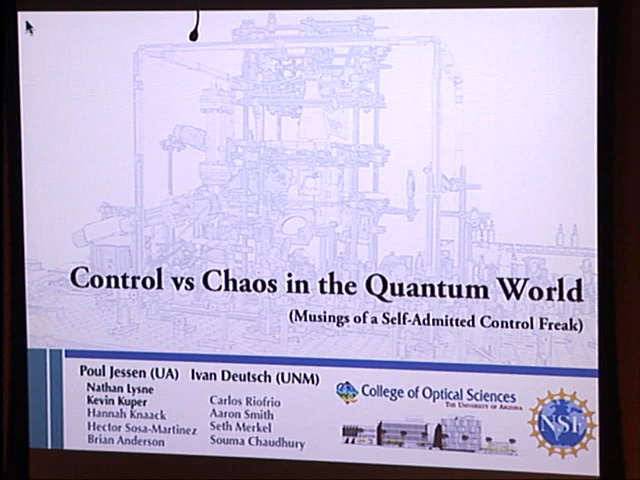 Control vs Chaos in the Quantum World
(Musings of a Self-Admitted Control Freak)
Poul Jessen (UA) Ivan Deutsch (UNM)
Nathan Lysne
Kevin Kuper
Hannah Knaack
Hector Sosa-Martinez
Brian Anderson
Carlos Riofrio
Aaron Smith
Seth Merkel
Souma Chaudhury
College of Optical Sciences
THE UNIVERSITY OF ARIZONA
NSF